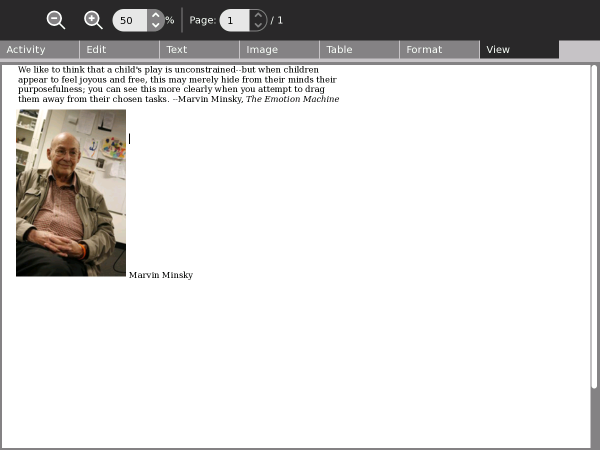 50 % Page: 1 / 1
Activity Edit Text Image Table Format View
We like to think that a child's play is unconstrained--but when children
appear to feel joyous and free, this may merely hide from their minds their
purposefulness; you can see this more clearly when you attempt to drag
them away from their chosen tasks. --Marvin Minsky, The Emotion Machine
Marvin Minsky